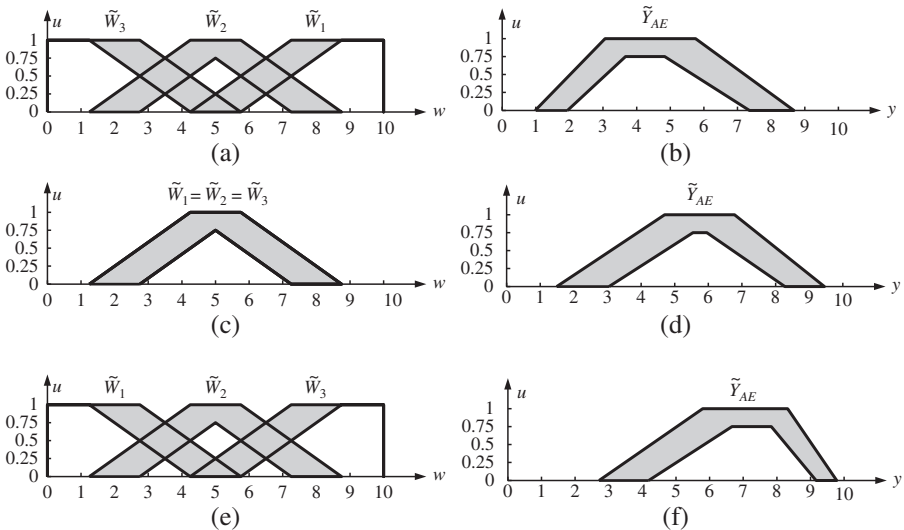 u W̃₃ W̃₂ W̃₁
1
0.75
0.5
0.25
0
0 1 2 3 4 5 6 7 8 9 10 w
(a)
u Ỹ_AE
1
0.75
0.5
0.25
0
0 1 2 3 4 5 6 7 8 9 10 y
(b)
u W̃₁ = W̃₂ = W̃₃
1
0.75
0.5
0.25
0
0 1 2 3 4 5 6 7 8 9 10 w
(c)
u Ỹ_AE
1
0.75
0.5
0.25
0
0 1 2 3 4 5 6 7 8 9 10 y
(d)
u W̃₁ W̃₂ W̃₃
1
0.75
0.5
0.25
0
0 1 2 3 4 5 6 7 8 9 10 w
(e)
u Ỹ_AE
1
0.75
0.5
0.25
0
0 1 2 3 4 5 6 7 8 9 10 y
(f)